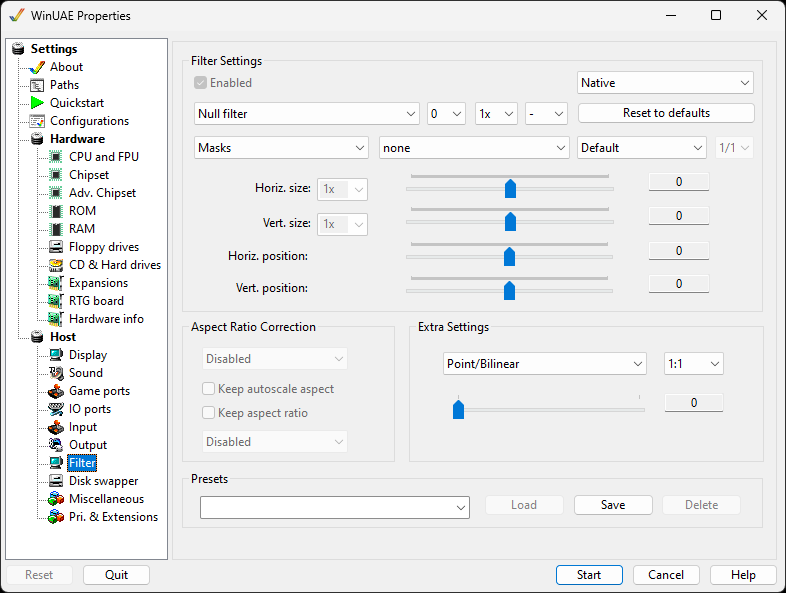 WinUAE Properties
Settings
About
Paths
Quickstart
Configurations
Hardware
CPU and FPU
Chipset
Adv. Chipset
ROM
RAM
Floppy drives
CD & Hard drives
Expansions
RTG board
Hardware info
Host
Display
Sound
Game ports
IO ports
Input
Output
Filter
Disk swapper
Miscellaneous
Pri. & Extensions
Filter Settings
Enabled
Native
Null filter
0
1x
-
Reset to defaults
Masks
none
Default
1/1
Horiz. size:
1x
0
Vert. size:
1x
0
Horiz. position:
0
Vert. position:
0
Aspect Ratio Correction
Disabled
Keep autoscale aspect
Keep aspect ratio
Disabled
Extra Settings
Point/Bilinear
1:1
0
Presets
Load
Save
Delete
Reset
Quit
Start
Cancel
Help